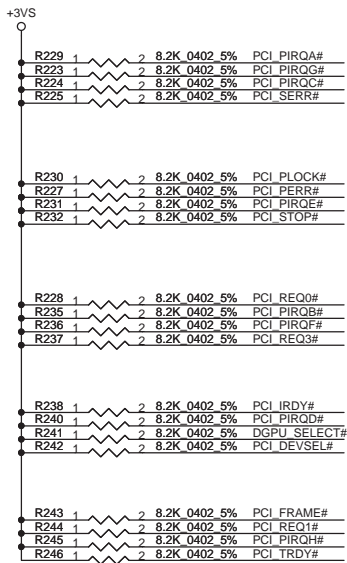 +3VS
R229 1 2 8.2K_0402_5% PCI_PIRQA#
R223 1 2 8.2K_0402_5% PCI_PIRQG#
R224 1 2 8.2K_0402_5% PCI_PIRQC#
R225 1 2 8.2K_0402_5% PCI_SERR#
R230 1 2 8.2K_0402_5% PCI_PLOCK#
R227 1 2 8.2K_0402_5% PCI_PERR#
R231 1 2 8.2K_0402_5% PCI_PIRQE#
R232 1 2 8.2K_0402_5% PCI_STOP#
R228 1 2 8.2K_0402_5% PCI_REQ0#
R235 1 2 8.2K_0402_5% PCI_PIRQB#
R236 1 2 8.2K_0402_5% PCI_PIRQF#
R237 1 2 8.2K_0402_5% PCI_REQ3#
R238 1 2 8.2K_0402_5% PCI_IRDY#
R240 1 2 8.2K_0402_5% PCI_PIRQD#
R241 1 2 8.2K_0402_5% DGPU_SELECT#
R242 1 2 8.2K_0402_5% PCI_DEVSEL#
R243 1 2 8.2K_0402_5% PCI_FRAME#
R244 1 2 8.2K_0402_5% PCI_REQ1#
R245 1 2 8.2K_0402_5% PCI_PIRQH#
R246 1 2 8.2K_0402_5% PCI_TRDY#